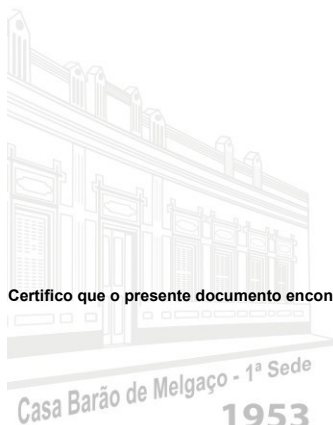 Certifico que o presente documento encon
Casa Barão de Melgaço - 1ª Sede
1953